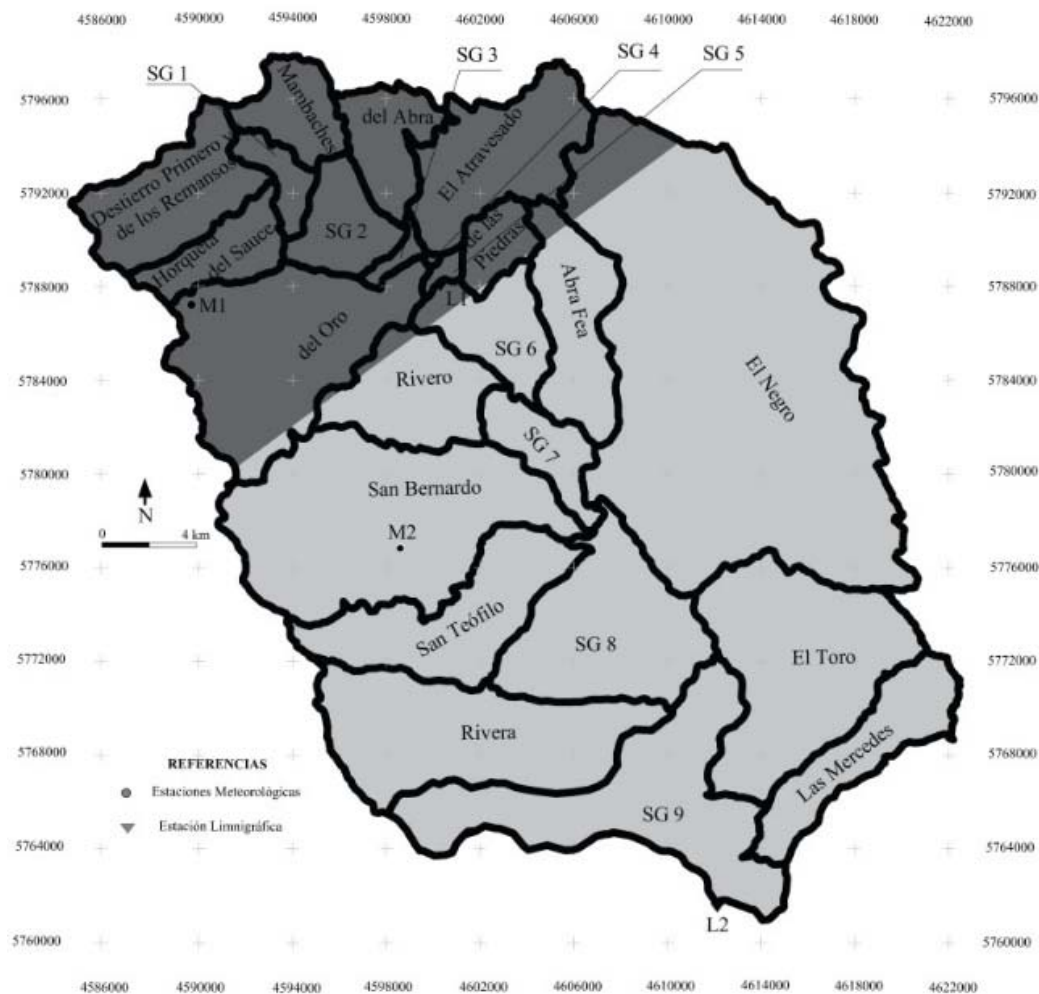 4586000 4590000 4594000 4598000 4602000 4606000 4610000 4614000 4618000 4622000
SG 1
SG 3
SG 4
SG 5
5796000
5796000
Mambaches
del Abra
El Atravesado
Destierro Primero
de los Remansos
5792000
5792000
SG 2
de las
Piedras
Horqueta
del Sauce
Abra Fea
5788000
5788000
M1
L1
del Oro
SG 6
El Negro
5784000
5784000
Rivero
SG 7
5780000
5780000
San Bernardo
N
0 4 km
M2
5776000
5776000
San Teófilo
SG 8
El Toro
5772000
5772000
Rivera
Las Mercedes
5768000
5768000
REFERENCIAS
Estaciones Meteorológicas
Estación Limnigráfica
SG 9
5764000
5764000
L2
5760000
5760000
4586000 4590000 4594000 4598000 4602000 4606000 4610000 4614000 4618000 4622000